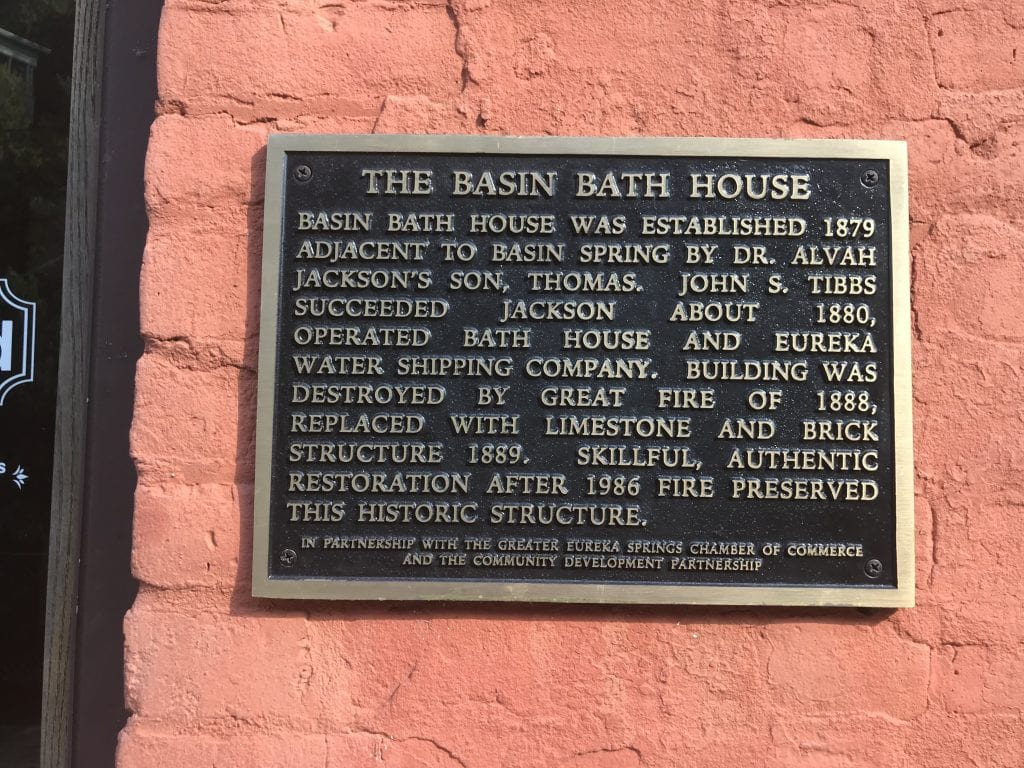 THE BASIN BATH HOUSE
BASIN BATH HOUSE WAS ESTABLISHED 1879
ADJACENT TO BASIN SPRING BY DR. ALVAH
JACKSON'S SON, THOMAS. JOHN S. TIBBS
SUCCEEDED JACKSON ABOUT 1880,
OPERATED BATH HOUSE AND EUREKA
WATER SHIPPING COMPANY. BUILDING WAS
DESTROYED BY GREAT FIRE OF 1888,
REPLACED WITH LIMESTONE AND BRICK
STRUCTURE 1889. SKILLFUL, AUTHENTIC
RESTORATION AFTER 1986 FIRE PRESERVED
THIS HISTORIC STRUCTURE.
IN PARTNERSHIP WITH THE GREATER EUREKA SPRINGS CHAMBER OF COMMERCE
AND THE COMMUNITY DEVELOPMENT PARTNERSHIP